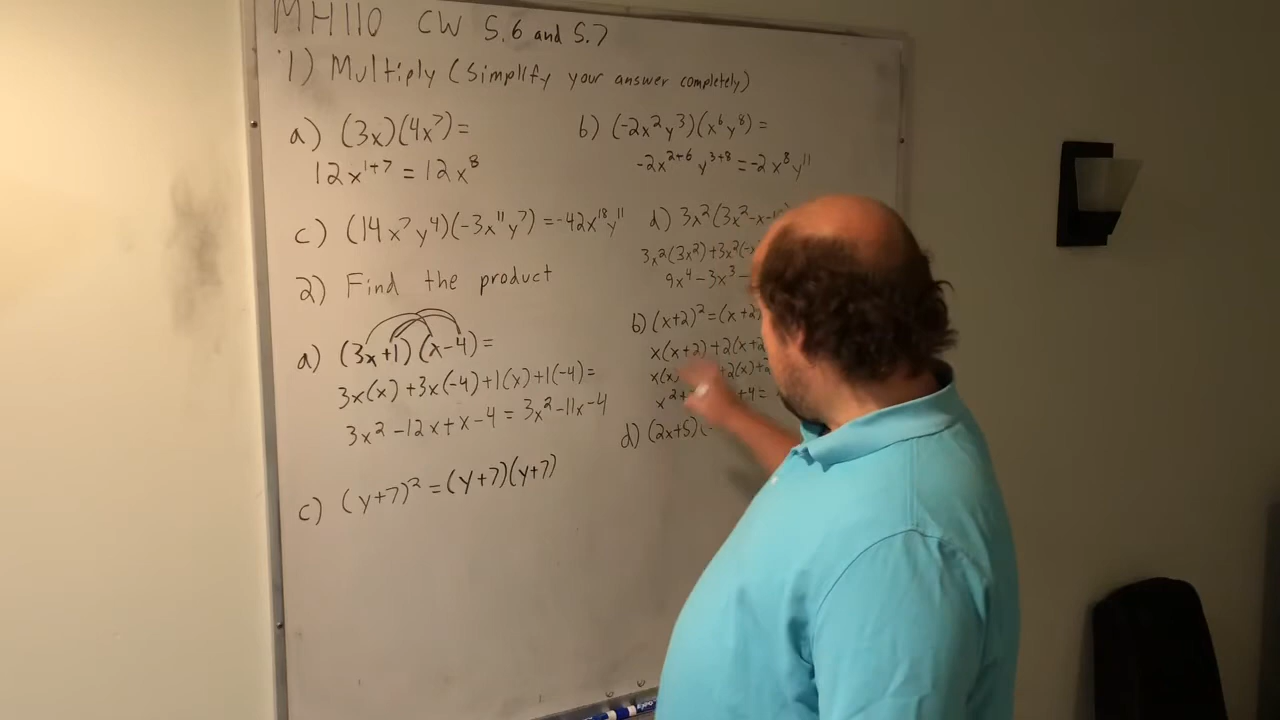 MH110 CW 5.6 and 5.7
1) Multiply (Simplify your answer completely)
a) (3x)(4x⁷)=
12x¹⁺⁷ = 12x⁸
b) (-2x²y³)(x⁶y⁸) =
-2x²⁺⁶ y³⁺⁸ = -2x⁸y¹¹
c) (14x⁷y⁴)(-3x¹¹y⁷) = -42x¹⁸y¹¹
d) 3x²(3x²-x-
3x²(3x²)+3x²(-x
9x⁴-3x³-
2) Find the product
a) (3x+1)(x-4)=
3x(x)+3x(-4)+1(x)+1(-4)=
3x²-12x+x-4 = 3x²-11x-4
b) (x+2)²=(x+2)
x(x+2)+2(x+2
x(x) +2(x)+2
x²+ +4=
c) (y+7)²=(y+7)(y+7)
d) (2x+5)(-